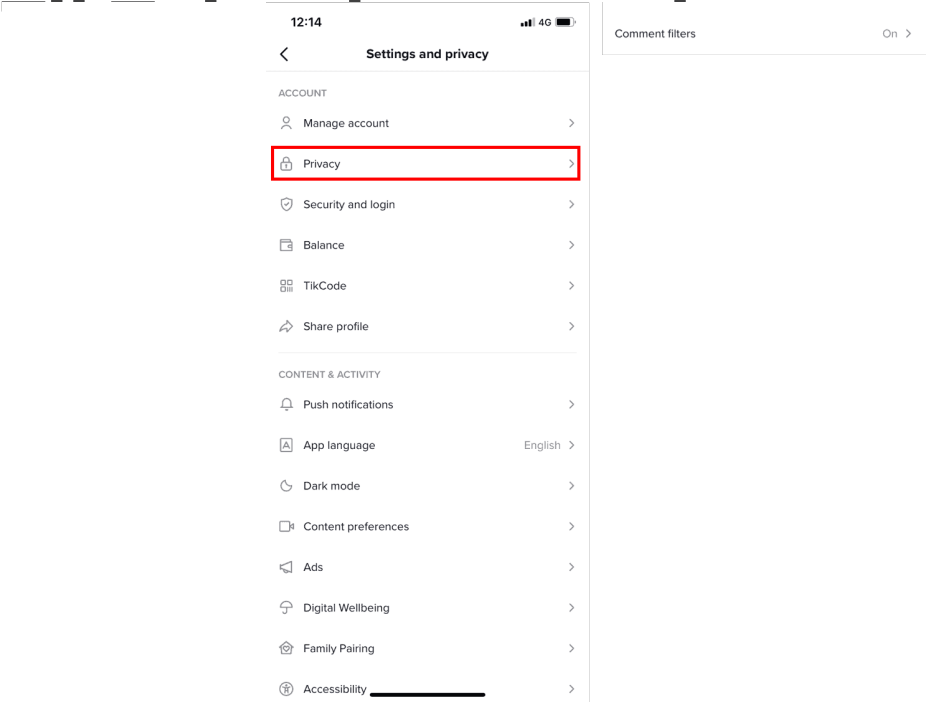 12:14
4G
Settings and privacy
ACCOUNT
Manage account
Privacy
Security and login
Balance
TikCode
Share profile
CONTENT & ACTIVITY
Push notifications
App language English
Dark mode
Content preferences
Ads
Digital Wellbeing
Family Pairing
Accessibility
Comment filters On